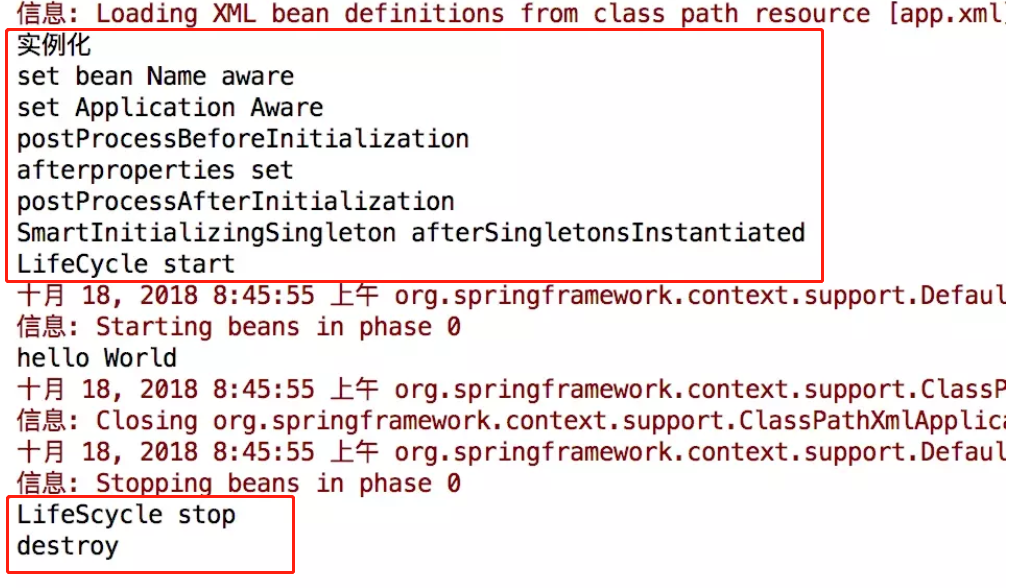 信息: Loading XML bean definitions from class path resource [app.xml]
实例化
set bean Name aware
set Application Aware
postProcessBeforeInitialization
afterproperties set
postProcessAfterInitialization
SmartInitializingSingleton afterSingletonsInstantiated
LifeCycle start
十月 18, 2018 8:45:55 上午 org.springframework.context.support.Defaul
信息: Starting beans in phase 0
hello World
十月 18, 2018 8:45:55 上午 org.springframework.context.support.ClassP
信息: Closing org.springframework.context.support.ClassPathXmlApplica
十月 18, 2018 8:45:55 上午 org.springframework.context.support.Defaul
信息: Stopping beans in phase 0
LifeScycle stop
destroy